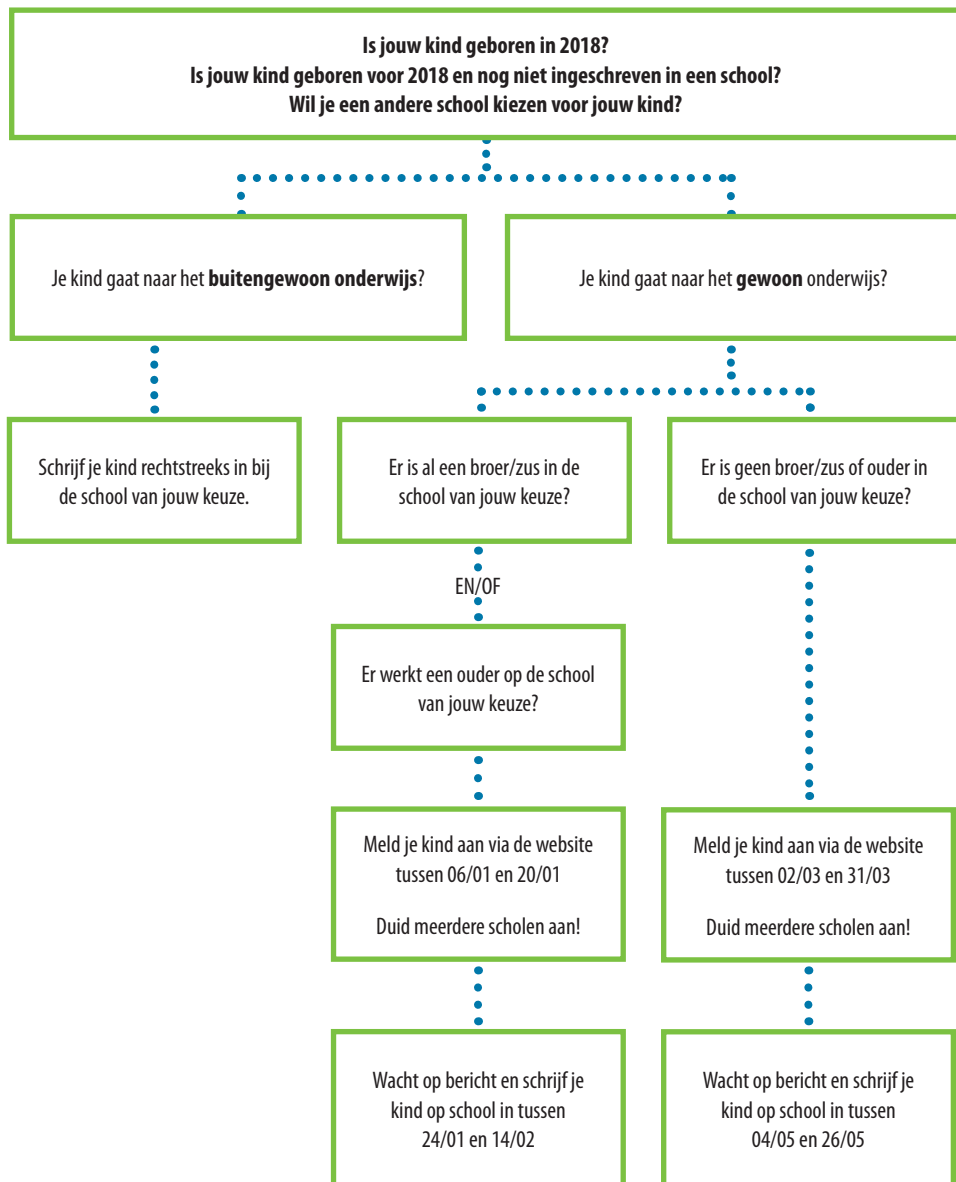 Is jouw kind geboren in 2018?
Is jouw kind geboren voor 2018 en nog niet ingeschreven in een school?
Wil je een andere school kiezen voor jouw kind?
Je kind gaat naar het buitengewoon onderwijs?
Je kind gaat naar het gewoon onderwijs?
Schrijf je kind rechtstreeks in bij
de school van jouw keuze.
Er is al een broer/zus in de
school van jouw keuze?
Er is geen broer/zus of ouder in
de school van jouw keuze?
EN/OF
Er werkt een ouder op de school
van jouw keuze?
Meld je kind aan via de website
tussen 06/01 en 20/01
Duid meerdere scholen aan!
Meld je kind aan via de website
tussen 02/03 en 31/03
Duid meerdere scholen aan!
Wacht op bericht en schrijf je
kind op school in tussen
24/01 en 14/02
Wacht op bericht en schrijf je
kind op school in tussen
04/05 en 26/05